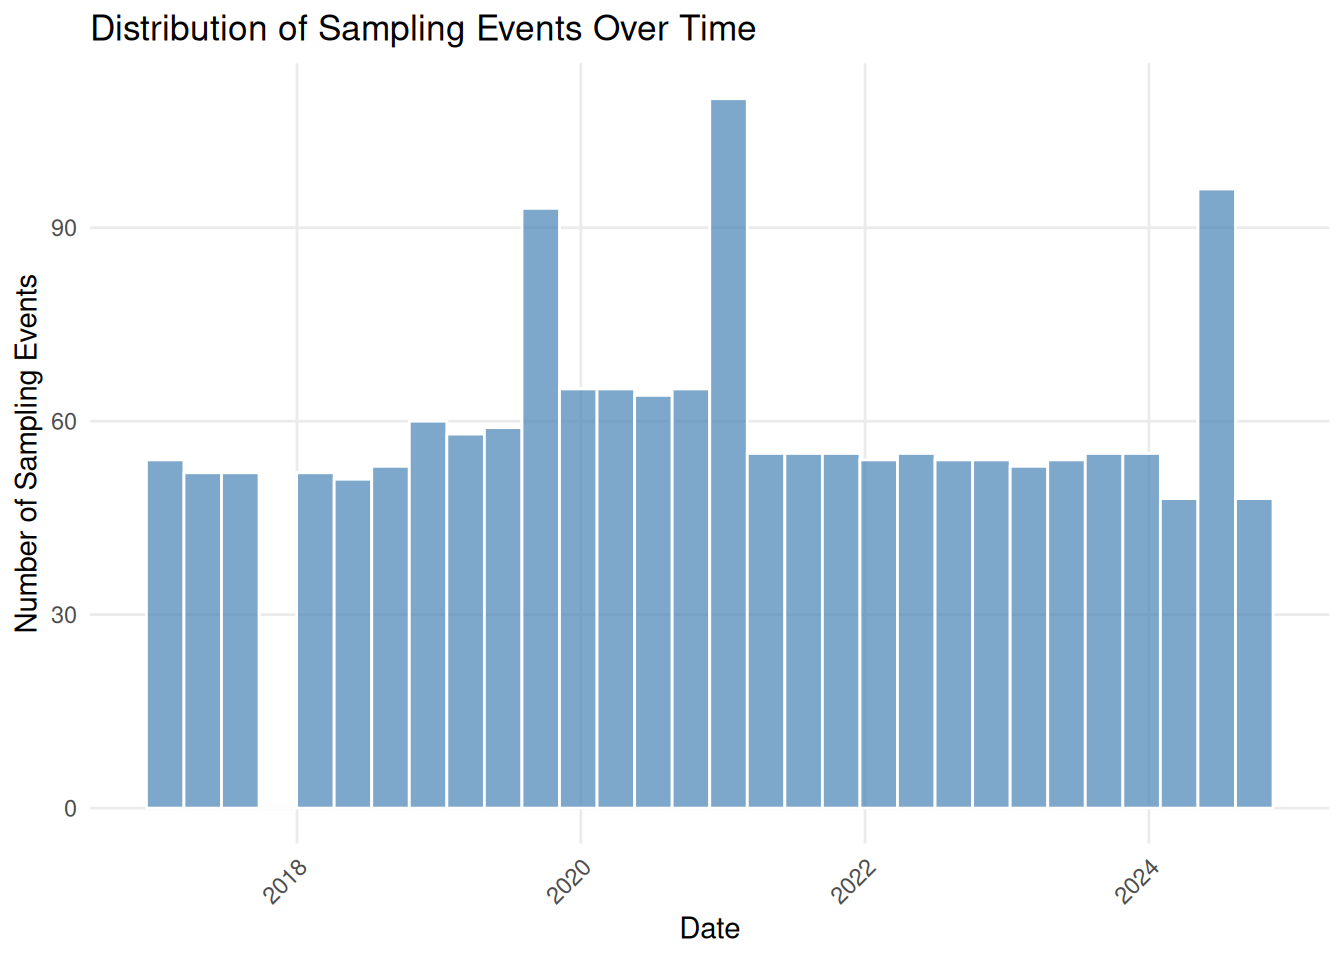 Distribution of Sampling Events Over Time
Number of Sampling Events
90
60
30
0
2018
2020
2022
2024
Date